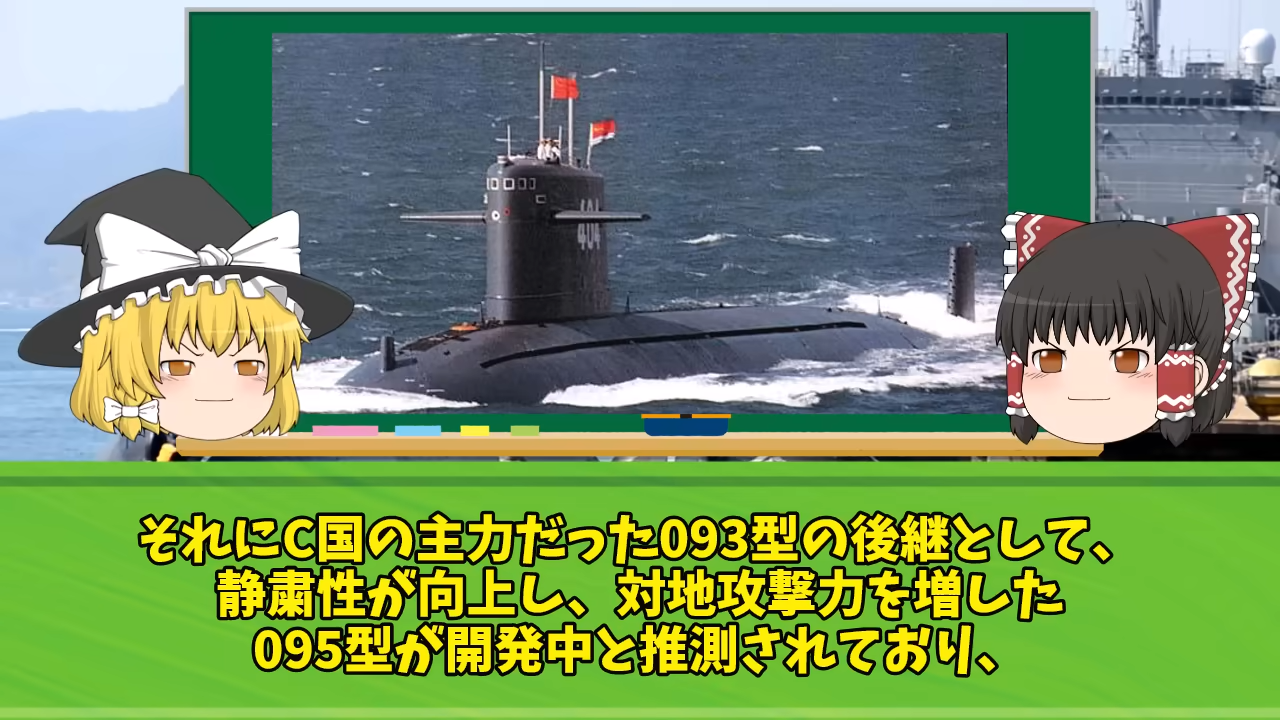 404
それにC国の主力だった093型の後継として、
静粛性が向上し、対地攻撃力を増した
095型が開発中と推測されており、